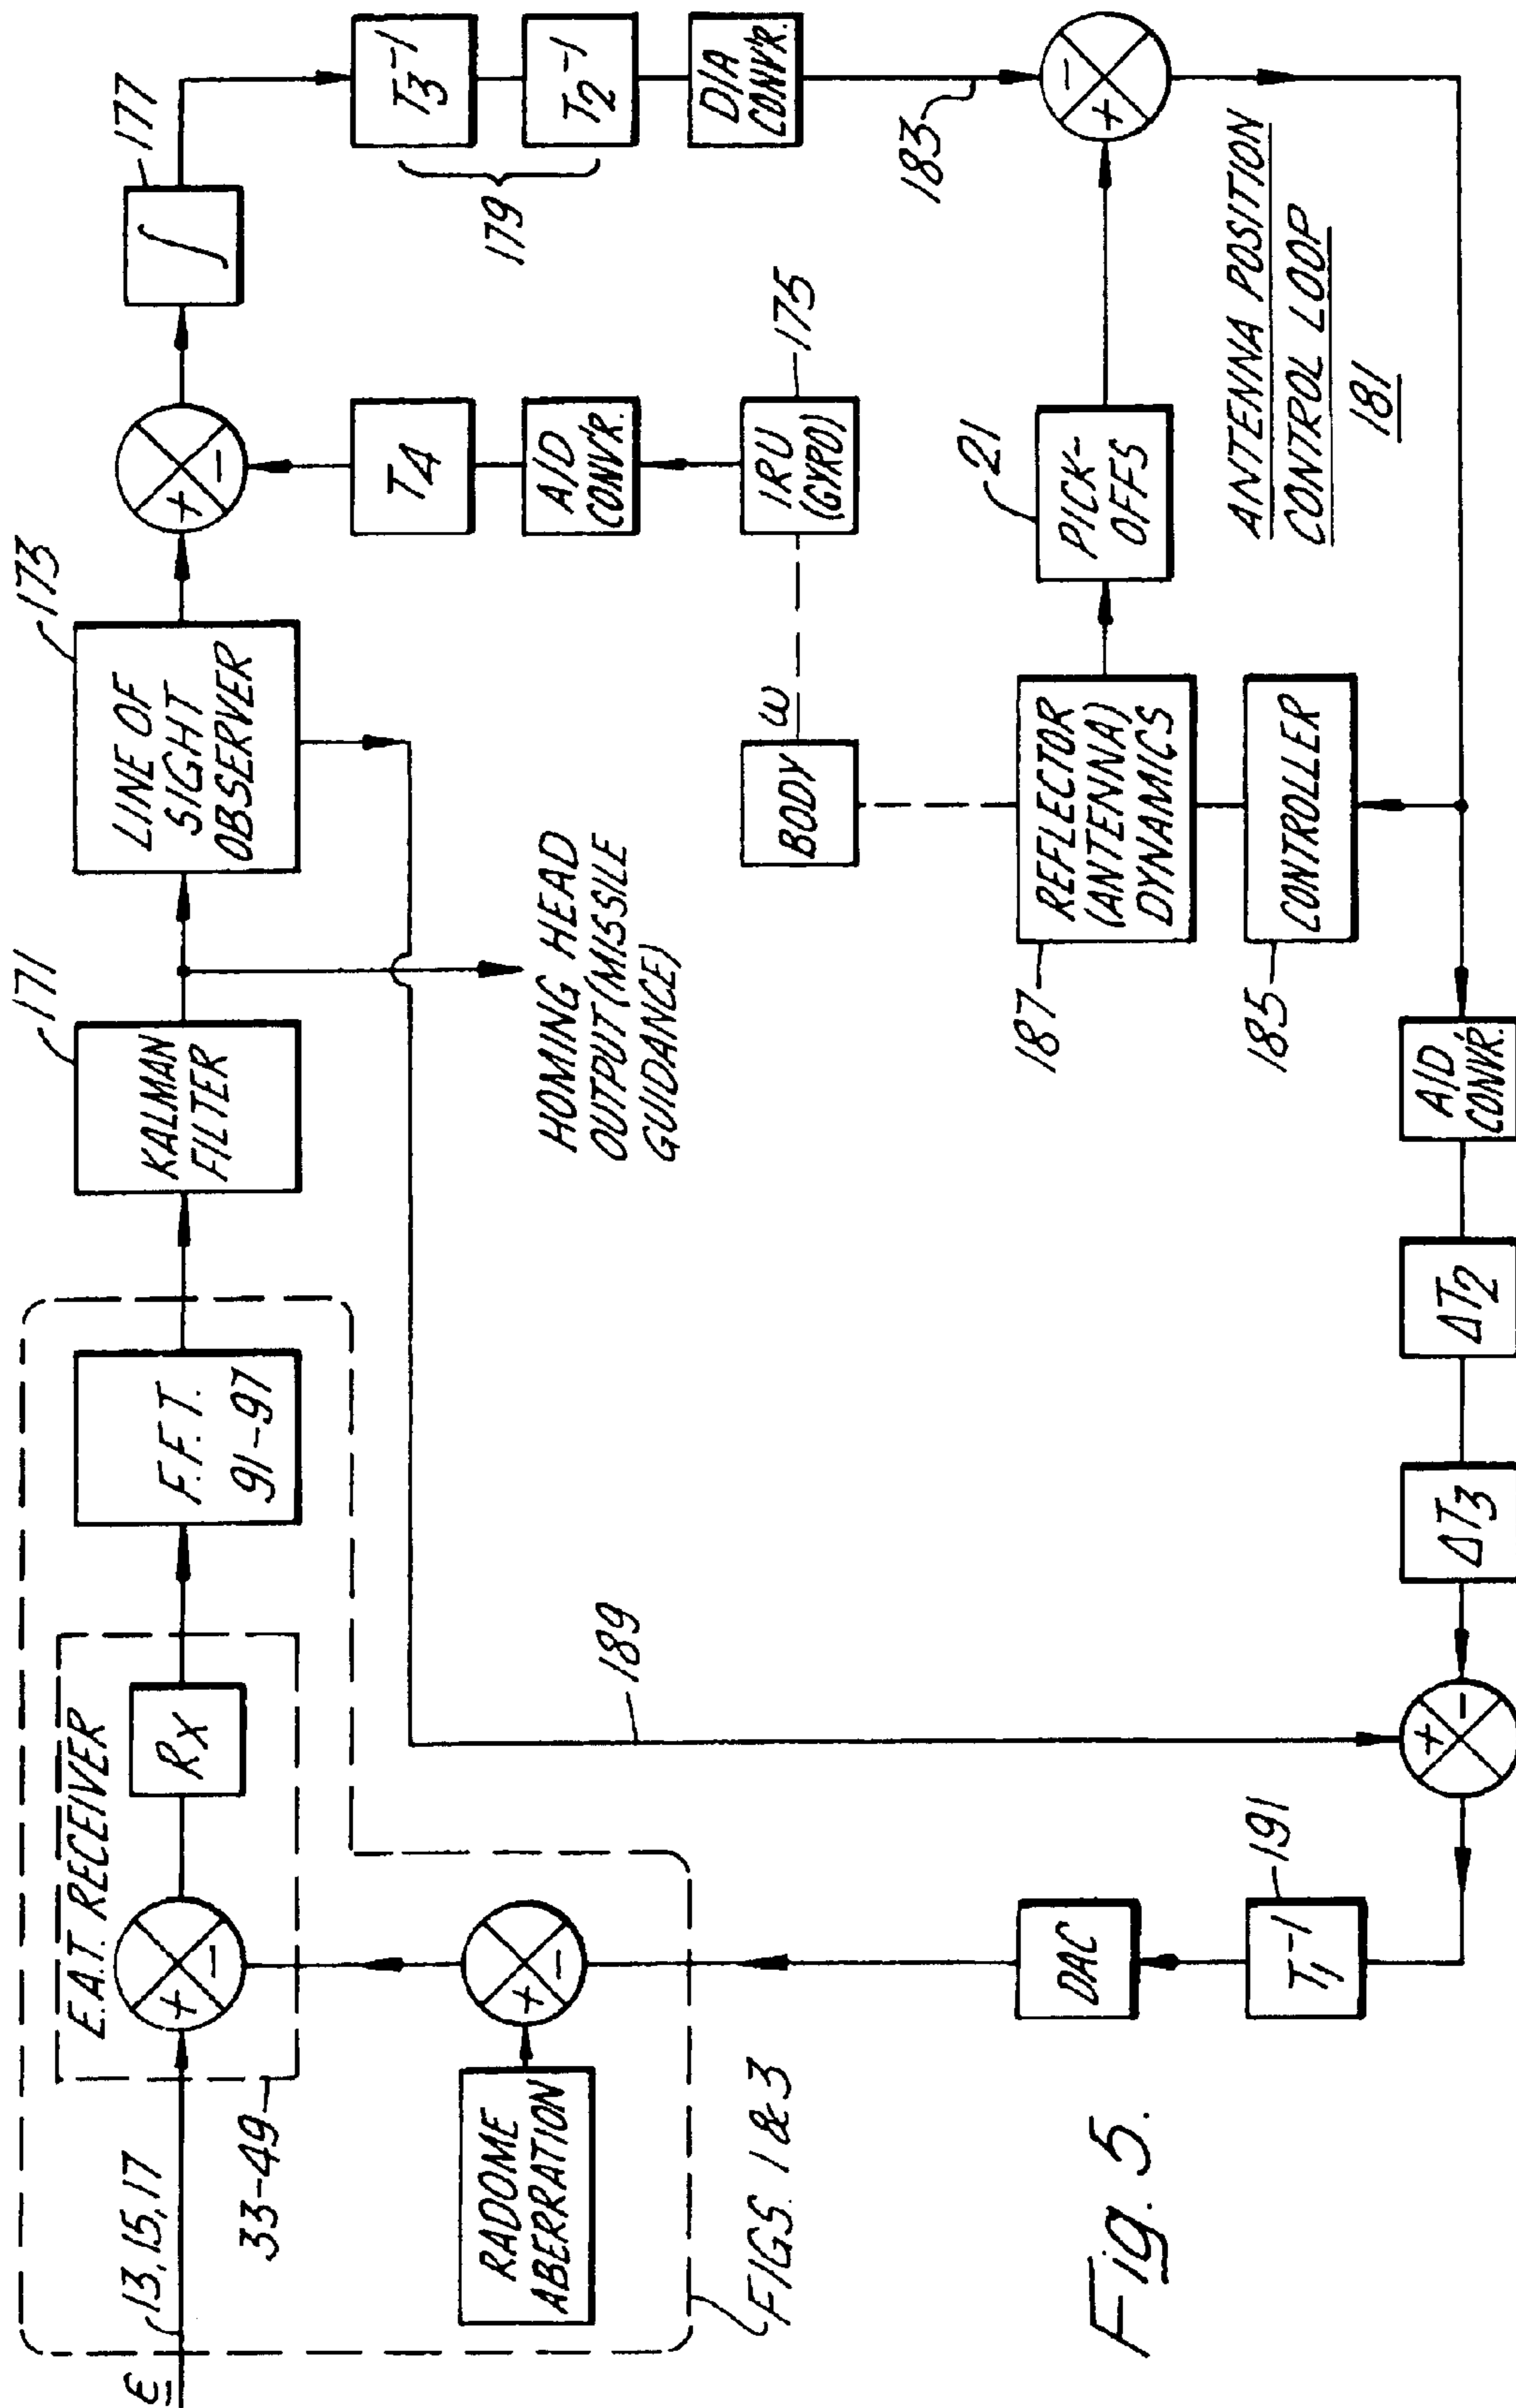 E
13,15,17
E.A.T. RECEIVER
+
-
RX
33-49
F.F.T.
91-97
RADOME
ABERRATION
+
-
FIGS. 1 & 3
KALMAN
FILTER
171
HOMING HEAD
OUTPUT (MISSILE
GUIDANCE)
LINE OF
SIGHT
OBSERVER
173
+
-
∫
177
T4
A/D
CONV'R.
IRU
(GYRO)
175
BODY
ω
T3-1
T2-1
179
D/A
CONV'R.
183
-
+
PICK-
OFFS
21
ANTENNA POSITION
CONTROL LOOP
181
REFLECTOR
(ANTENNA)
DYNAMICS
187
CONTROLLER
185
A/D
CONVR.
ΔT2
ΔT3
189
+
-
T1-1
191
DAC
Fig. 5.